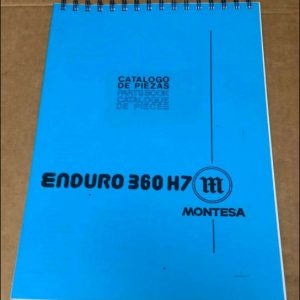 CATALOGO
DE PIEZAS
PARTS BOOK
CATALOGUE
DE PIECES
ENDURO 360 H7 m
MONTESA